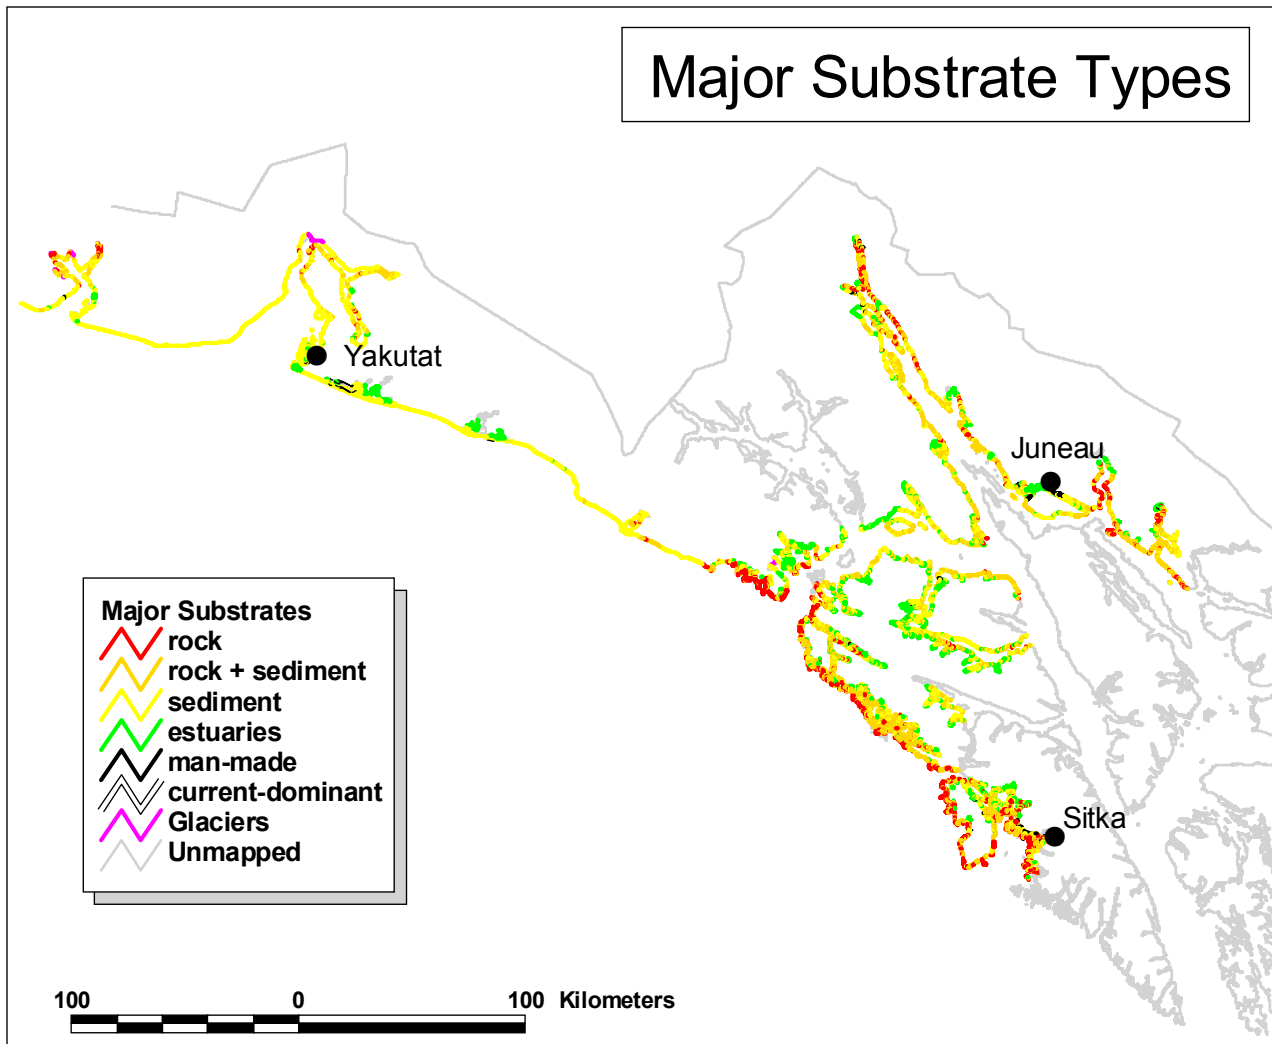 Major Substrate Types
Yakutat
Juneau
Major Substrates
rock
rock + sediment
sediment
estuaries
man-made
current-dominant
Glaciers
Unmapped
Sitka
100 0 100 Kilometers